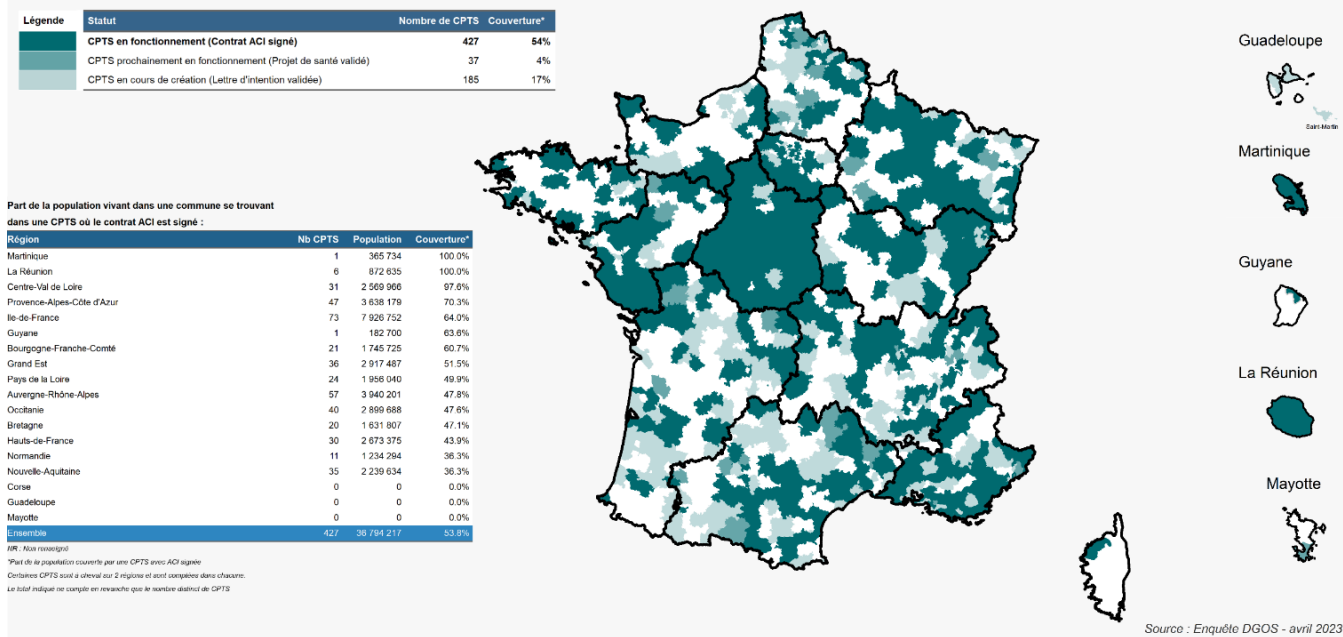 Légende
Statut Nombre de CPTS Couverture*
CPTS en fonctionnement (Contrat ACI signé) 427 54%
CPTS prochainement en fonctionnement (Projet de santé validé) 37 4%
CPTS en cours de création (Lettre d'intention validée) 185 17%
Part de la population vivant dans une commune se trouvant
dans une CPTS où le contrat ACI est signé :
Région Nb CPTS Population Couverture*
Martinique 1 365 734 100.0%
La Réunion 6 872 635 100.0%
Centre-Val de Loire 31 2 569 966 97.6%
Provence-Alpes-Côte d'Azur 47 3 638 179 70.3%
Ile-de-France 73 7 926 752 64.0%
Guyane 1 182 700 63.6%
Bourgogne-Franche-Comté 21 1 745 725 60.7%
Grand Est 36 2 917 487 51.5%
Pays de la Loire 24 1 956 040 49.9%
Auvergne-Rhône-Alpes 57 3 940 201 47.8%
Occitanie 40 2 899 688 47.6%
Bretagne 20 1 631 807 47.1%
Hauts-de-France 30 2 673 375 43.9%
Normandie 11 1 234 294 36.3%
Nouvelle-Aquitaine 35 2 239 634 36.3%
Corse 0 0 0.0%
Guadeloupe 0 0 0.0%
Mayotte 0 0 0.0%
Ensemble 427 36 794 217 53.8%
NR : Non renseigné
*Part de la population couverte par une CPTS avec ACI signée
Certaines CPTS sont à cheval sur 2 régions et sont comptées dans chacune.
Le total indiqué ne compte en revanche que le nombre distinct de CPTS
Guadeloupe
Saint-Martin
Martinique
Guyane
La Réunion
Mayotte
Source : Enquête DGOS - avril 2023